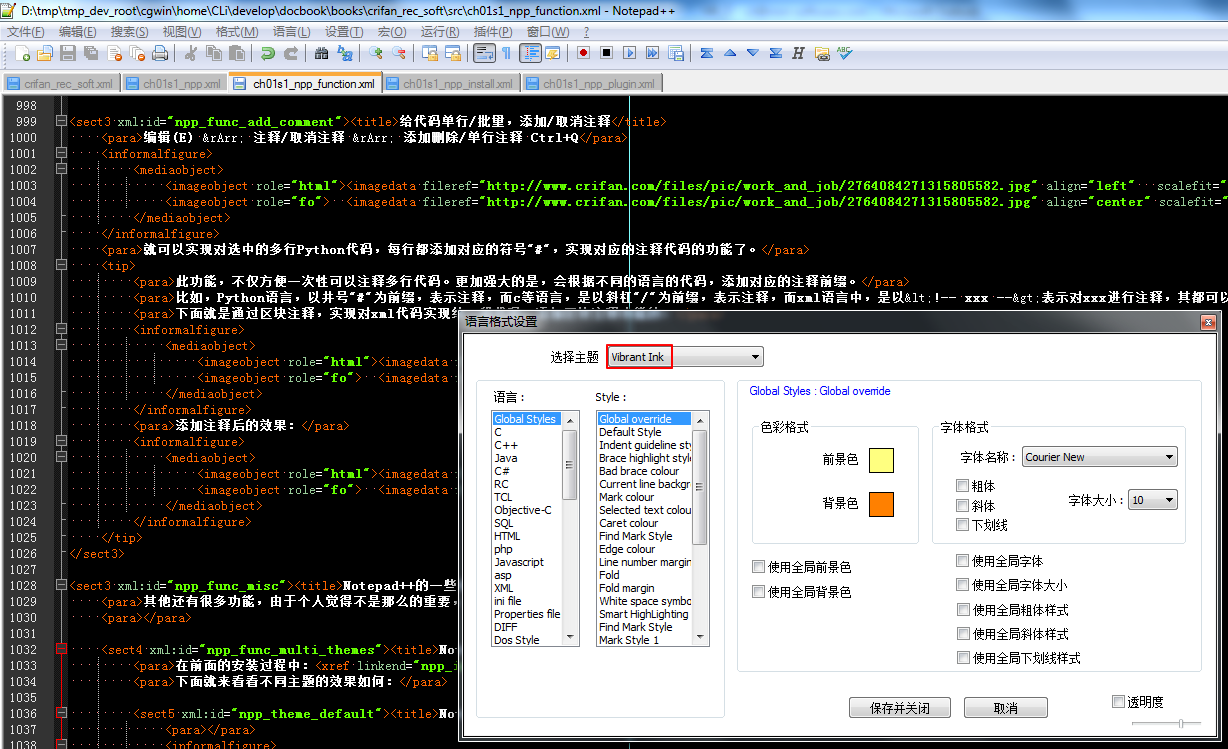 D:\tmp\tmp_dev_root\cgwin\home\CLi\develop\docbook\books\crifan_rec_soft\src\ch01s1_npp_function.xml - Notepad++
文件(F) 编辑(E) 搜索(S) 视图(V) 格式(M) 语言(L) 设置(T) 宏(O) 运行(R) 插件(P) 窗口(W) ?
crifan_rec_soft.xml ch01s1_npp.xml ch01s1_npp_function.xml ch01s1_npp_install.xml ch01s1_npp_plugin.xml
998
999 <sect3 xml:id="npp_func_add_comment"><title>给代码单行/批量，添加/取消注释</title>
1000 <para>编辑(E) &rArr; 注释/取消注释 &rArr; 添加删除/单行注释 Ctrl+Q</para>
1001 <informalfigure>
1002 <mediaobject>
1003 <imageobject role="html"><imagedata fileref="http://www.crifan.com/files/pic/work_and_job/2764084271315805582.jpg" align="left" scalefit="
1004 <imageobject role="fo"> <imagedata fileref="http://www.crifan.com/files/pic/work_and_job/2764084271315805582.jpg" align="center" scalefit="
1005 </mediaobject>
1006 </informalfigure>
1007 <para>就可以实现对选中的多行Python代码，每行都添加对应的符号"#"，实现对应的注释代码的功能了。</para>
1008 <tip>
1009 <para>此功能，不仅方便一次性可以注释多行代码。更加强大的是，会根据不同的语言的代码，添加对应的注释前缀。</para>
1010 <para>比如，Python语言，以井号"#"为前缀，表示注释，而c等语言，是以斜杠"/"为前缀，表示注释，而xml语言中，是以&lt;!-- xxx --&gt;表示对xxx进行注释，其都可以
1011 <para>下面就是通过区块注释，实现对xml代码实现
1012 <informalfigure>
1013 <mediaobject>
1014 <imageobject role="html"><imagedata
1015 <imageobject role="fo"> <imagedata
1016 </mediaobject>
1017 </informalfigure>
1018 <para>添加注释后的效果：</para>
1019 <informalfigure>
1020 <mediaobject>
1021 <imageobject role="html"><imagedata
1022 <imageobject role="fo"> <imagedata
1023 </mediaobject>
1024 </informalfigure>
1025 </tip>
1026 </sect3>
1027
1028 <sect3 xml:id="npp_func_misc"><title>Notepad++的一些
1029 <para>其他还有很多功能，由于个人觉得不是那么的重要，
1030 <para></para>
1031
1032 <sect4 xml:id="npp_func_multi_themes"><title>No
1033 <para>在前面的安装过程中：<xref linkend="npp_i
1034 <para>下面就来看看不同主题的效果如何：</para>
1035
1036 <sect5 xml:id="npp_theme_default"><title>No
1037 <para></para>
1038 <informalfigure>
语言格式设置
选择主题 Vibrant Ink
语言：
Global Styles
C
C++
Java
C#
RC
TCL
Objective-C
SQL
HTML
php
Javascript
asp
XML
ini file
Properties file
DIFF
Dos Style
Style：
Global override
Default Style
Indent guideline sty
Brace highlight style
Bad brace colour
Current line backgr
Mark colour
Selected text colou
Caret colour
Find Mark Style
Edge colour
Line number margin
Fold
Fold margin
White space symbo
Smart HighLighting
Find Mark Style
Mark Style 1
Global Styles : Global override
色彩格式
前景色
背景色
字体格式
字体名称： Courier New
粗体
斜体
下划线
字体大小： 10
使用全局前景色
使用全局背景色
使用全局字体
使用全局字体大小
使用全局粗体样式
使用全局斜体样式
使用全局下划线样式
保存并关闭 取消 透明度